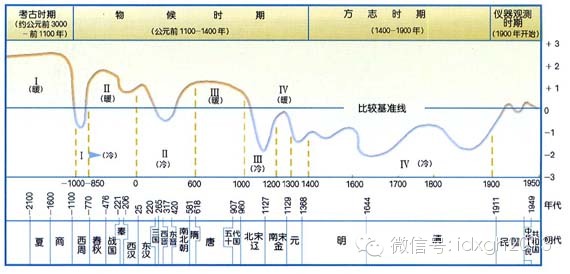 考古时期
(约公元前3000
-前1100年)
物候时期
(公元前1100-1400年)
方志时期
(1400-1900年)
仪器观测
时期
(1900年开始)
+3
+2
+1
0
-1
-2
-3
I
(暖)
II
(暖)
III
(暖)
IV
(暖)
比较基准线
I
(冷)
II
(冷)
III
(冷)
IV
(冷)
-1000
-850
0
600
1000
1200
1300
1400
1700
1800
1900
1950
-2100
-1600
-1100
-770
-476
-221
-206
25
220
265
317
420
581
618
907
960
1127
1129
1368
1644
1911
1949
年代
夏
商
西周
春秋
战国
秦
西汉
东汉
三国
西晋
东晋
南北朝
隋
唐
五代十国
北宋
辽
南宋
金
元
明
清
民国
中华人民共和国
朝代
微信号: idxgh2013